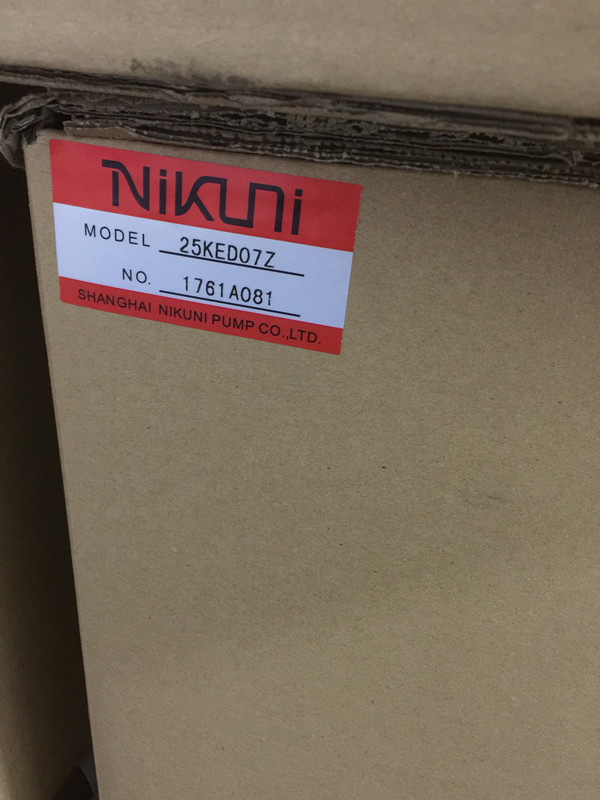 NiKUNi
MODEL 25KED07Z
NO. 1761A081
SHANGHAI NIKUNI PUMP CO.,LTD.